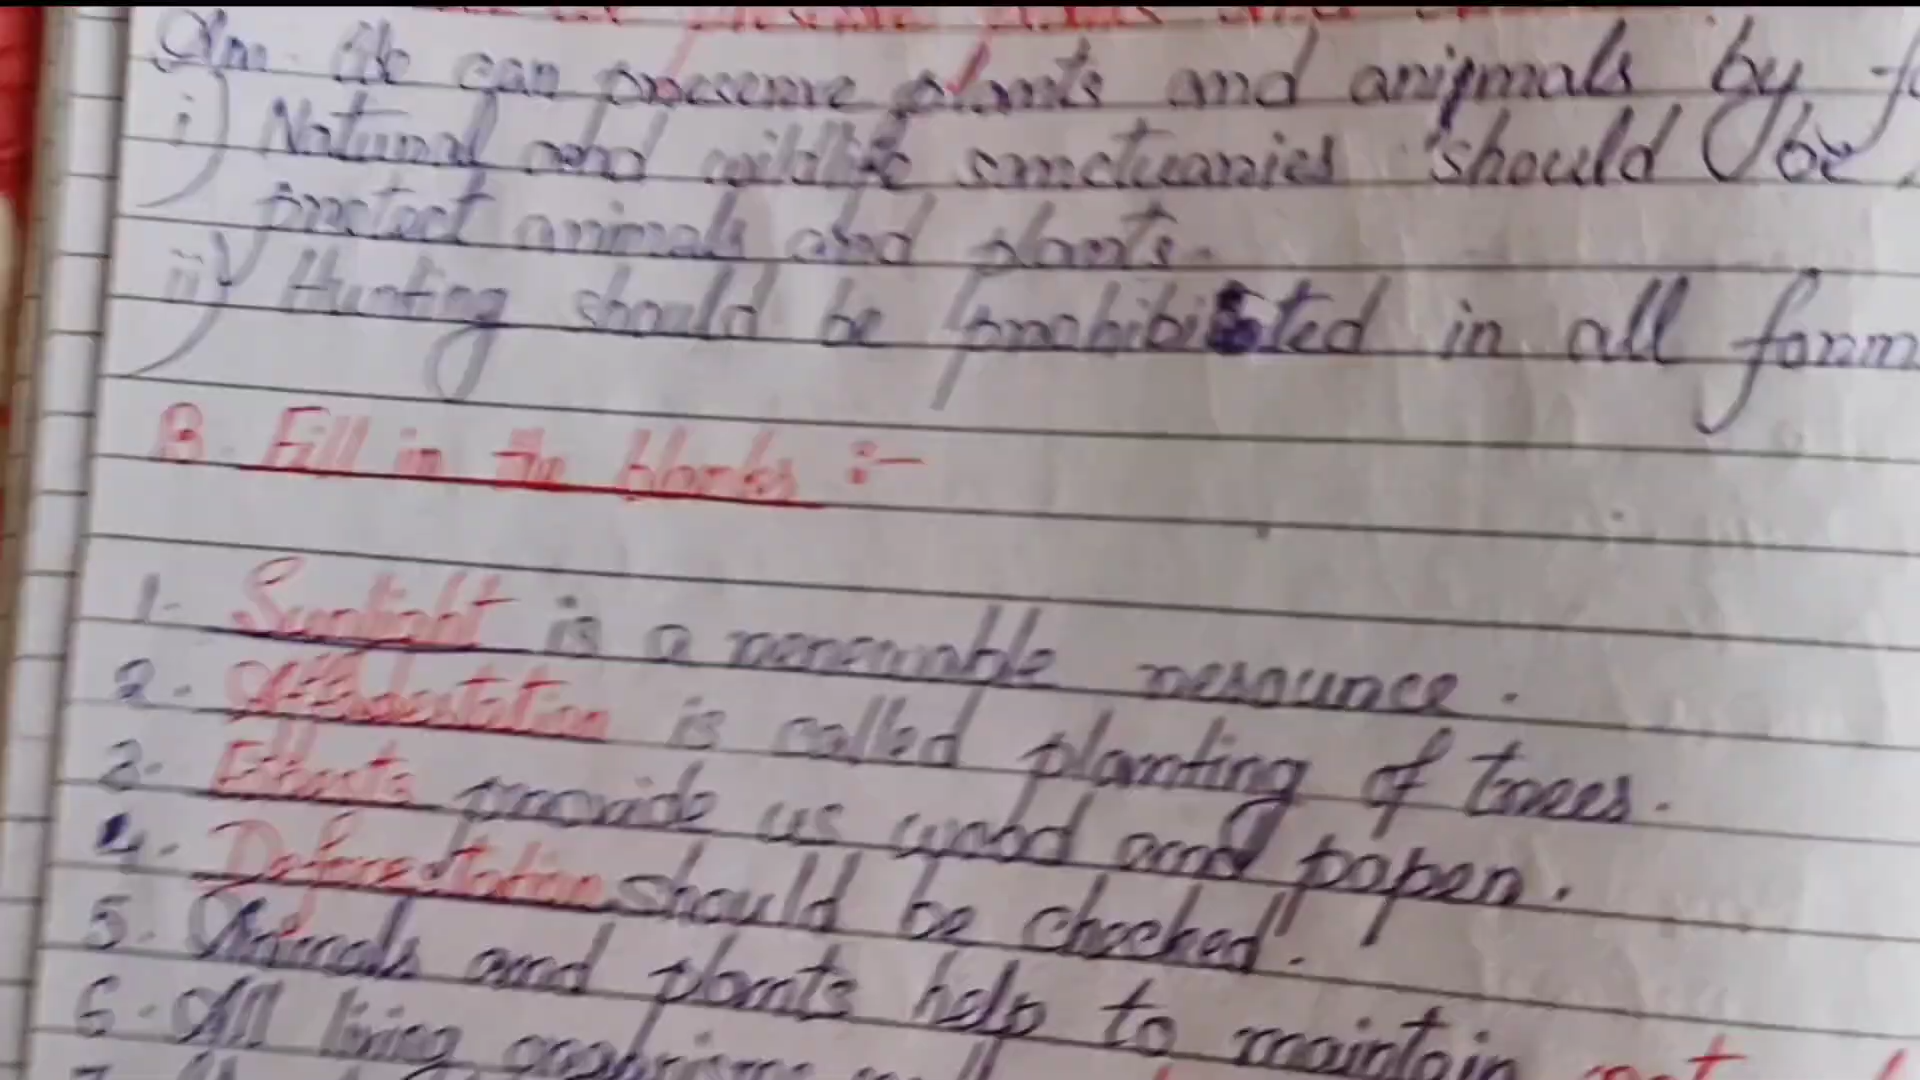 Ans. We can preserve plants and animals by
i) Natural and wildlife sanctuaries should be
protect animals and plants.
ii) Hunting should be prohibited in all form
B. Fill in the blanks :-
1. Sunlight is a renewable resource.
2. Afforestation is called planting of trees.
3. provide us wood and paper.
4. Deforestation should be checked.
5. Animals and plants help to maintain
6. All living